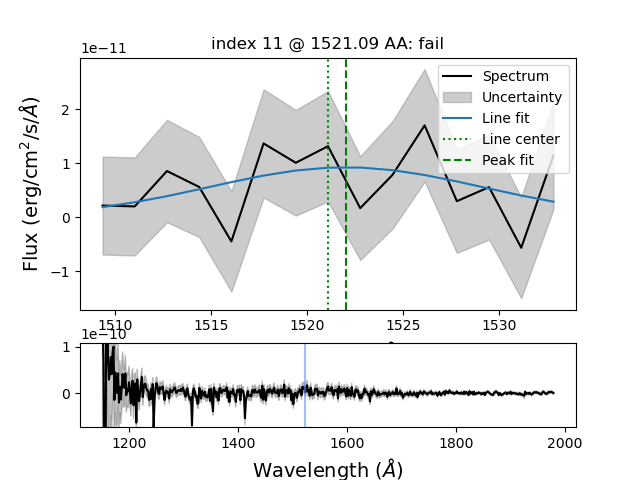 index 11 @ 1521.09 AA: fail
1e−11
Spectrum
Uncertainty
Line fit
Line center
Peak fit
2
1
0
−1
Flux (erg/cm²/s/Å)
1510 1515 1520 1525 1530
1e−10
1
0
1200 1400 1600 1800 2000
Wavelength (Å)